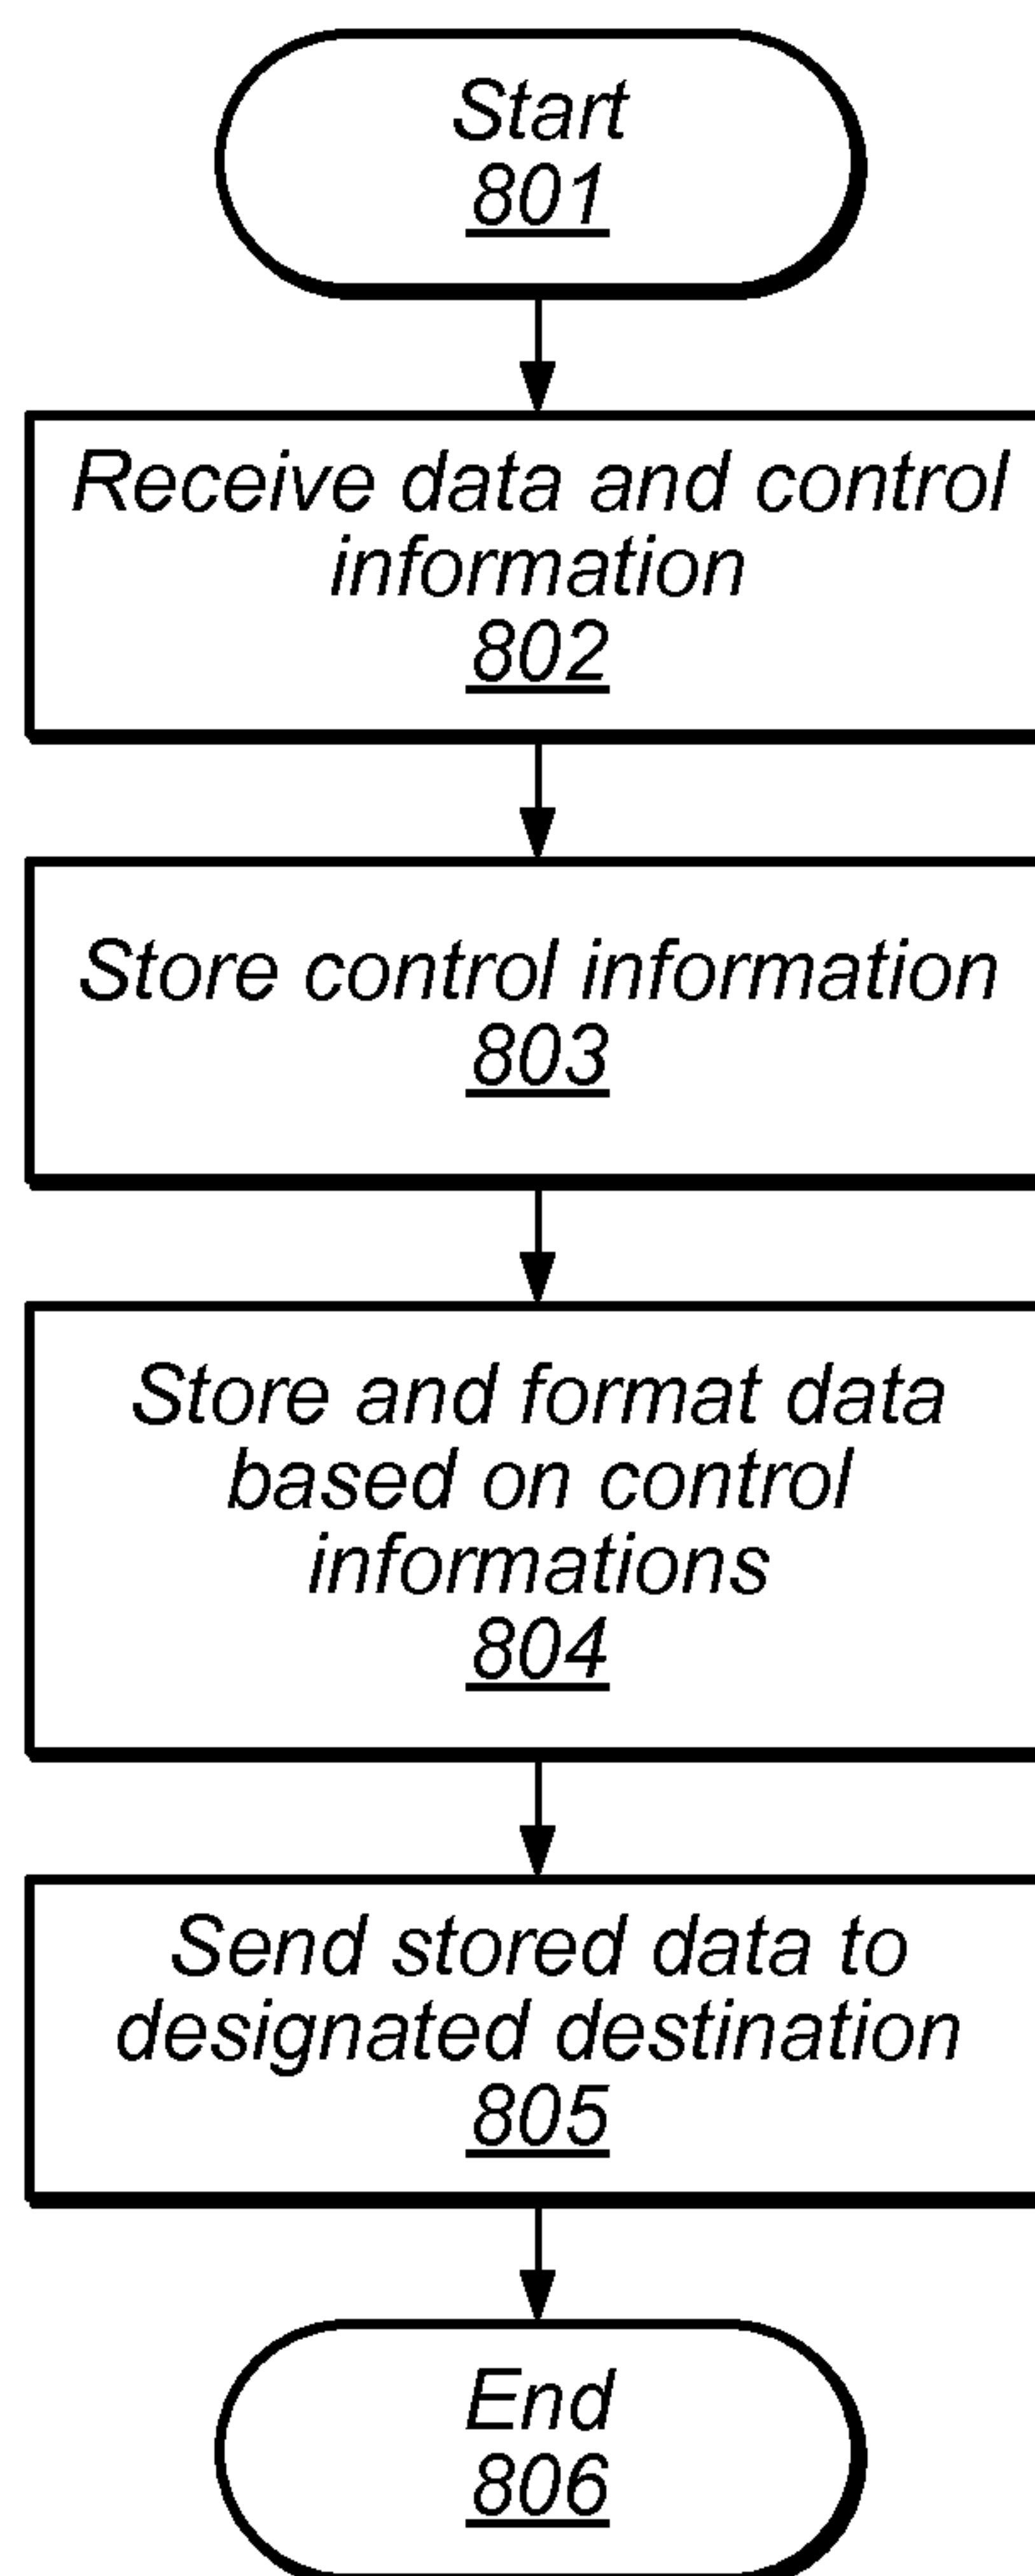 Start
801
Receive data and control
information
802
Store control information
803
Store and format data
based on control
informations
804
Send stored data to
designated destination
805
End
806